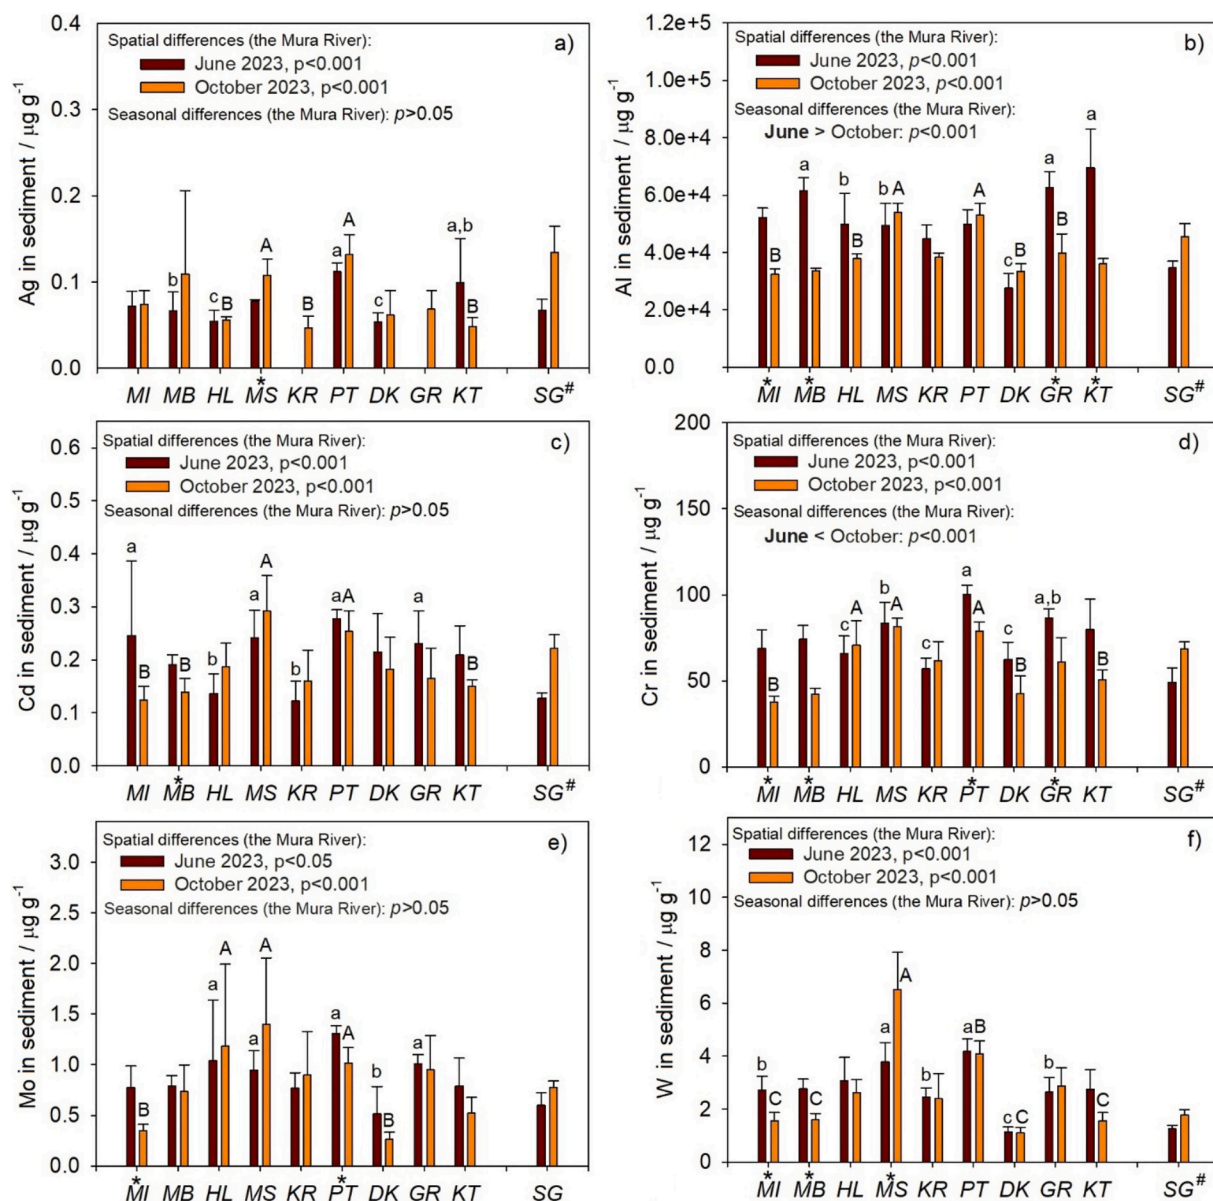 a)
Spatial differences (the Mura River):
June 2023, p<0.001
October 2023, p<0.001
Seasonal differences (the Mura River): p>0.05
Ag in sediment / µg g⁻¹
0.4
0.3
0.2
0.1
0.0
b c B A B a A c a,b B
MI MB HL MS KR PT DK GR KT SG#
*
b)
Spatial differences (the Mura River):
June 2023, p<0.001
October 2023, p<0.001
Seasonal differences (the Mura River):
June > October: p<0.001
Al in sediment / µg g⁻¹
1.2e+5
1.0e+5
8.0e+4
6.0e+4
4.0e+4
2.0e+4
0.0
B a b B b A A c B a B a
MI MB HL MS KR PT DK GR KT SG#
* * * *
c)
Spatial differences (the Mura River):
June 2023, p<0.001
October 2023, p<0.001
Seasonal differences (the Mura River): p>0.05
Cd in sediment / µg g⁻¹
0.6
0.5
0.4
0.3
0.2
0.1
0.0
a B B b a A b a A a B
MI MB HL MS KR PT DK GR KT SG#
*
d)
Spatial differences (the Mura River):
June 2023, p<0.001
October 2023, p<0.001
Seasonal differences (the Mura River):
June < October: p<0.001
Cr in sediment / µg g⁻¹
200
150
100
50
0
B c A b A c a A c B a,b B
MI MB HL MS KR PT DK GR KT SG#
* * * *
e)
Spatial differences (the Mura River):
June 2023, p<0.05
October 2023, p<0.001
Seasonal differences (the Mura River): p>0.05
Mo in sediment / µg g⁻¹
3.0
2.5
2.0
1.5
1.0
0.5
0.0
B a A a A a A b B a
MI MB HL MS KR PT DK GR KT SG
* *
f)
Spatial differences (the Mura River):
June 2023, p<0.001
October 2023, p<0.001
Seasonal differences (the Mura River): p>0.05
W in sediment / µg g⁻¹
12
10
8
6
4
2
0
b C C a A b a B c C b C
MI MB HL MS KR PT DK GR KT SG#
* * *